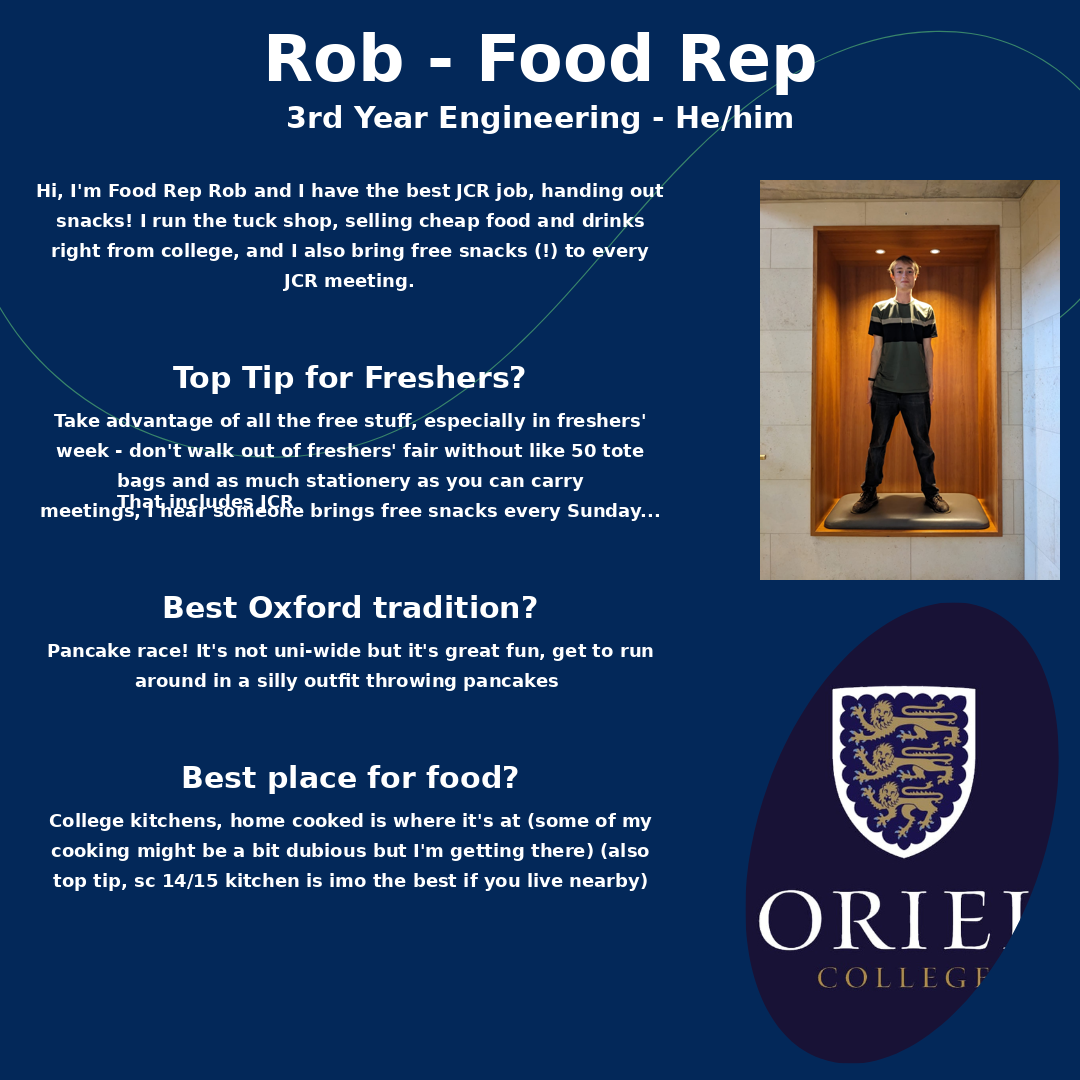 Rob - Food Rep
3rd Year Engineering - He/him
Hi, I'm Food Rep Rob and I have the best JCR job, handing out
snacks! I run the tuck shop, selling cheap food and drinks
right from college, and I also bring free snacks (!) to every
JCR meeting.
Top Tip for Freshers?
Take advantage of all the free stuff, especially in freshers'
week - don't walk out of freshers' fair without like 50 tote
bags and as much stationery as you can carry
That includes JCR
meetings, I hear someone brings free snacks every Sunday...
Best Oxford tradition?
Pancake race! It's not uni-wide but it's great fun, get to run
around in a silly outfit throwing pancakes
Best place for food?
College kitchens, home cooked is where it's at (some of my
cooking might be a bit dubious but I'm getting there) (also
top tip, sc 14/15 kitchen is imo the best if you live nearby)
ORIEL
COLLEGE